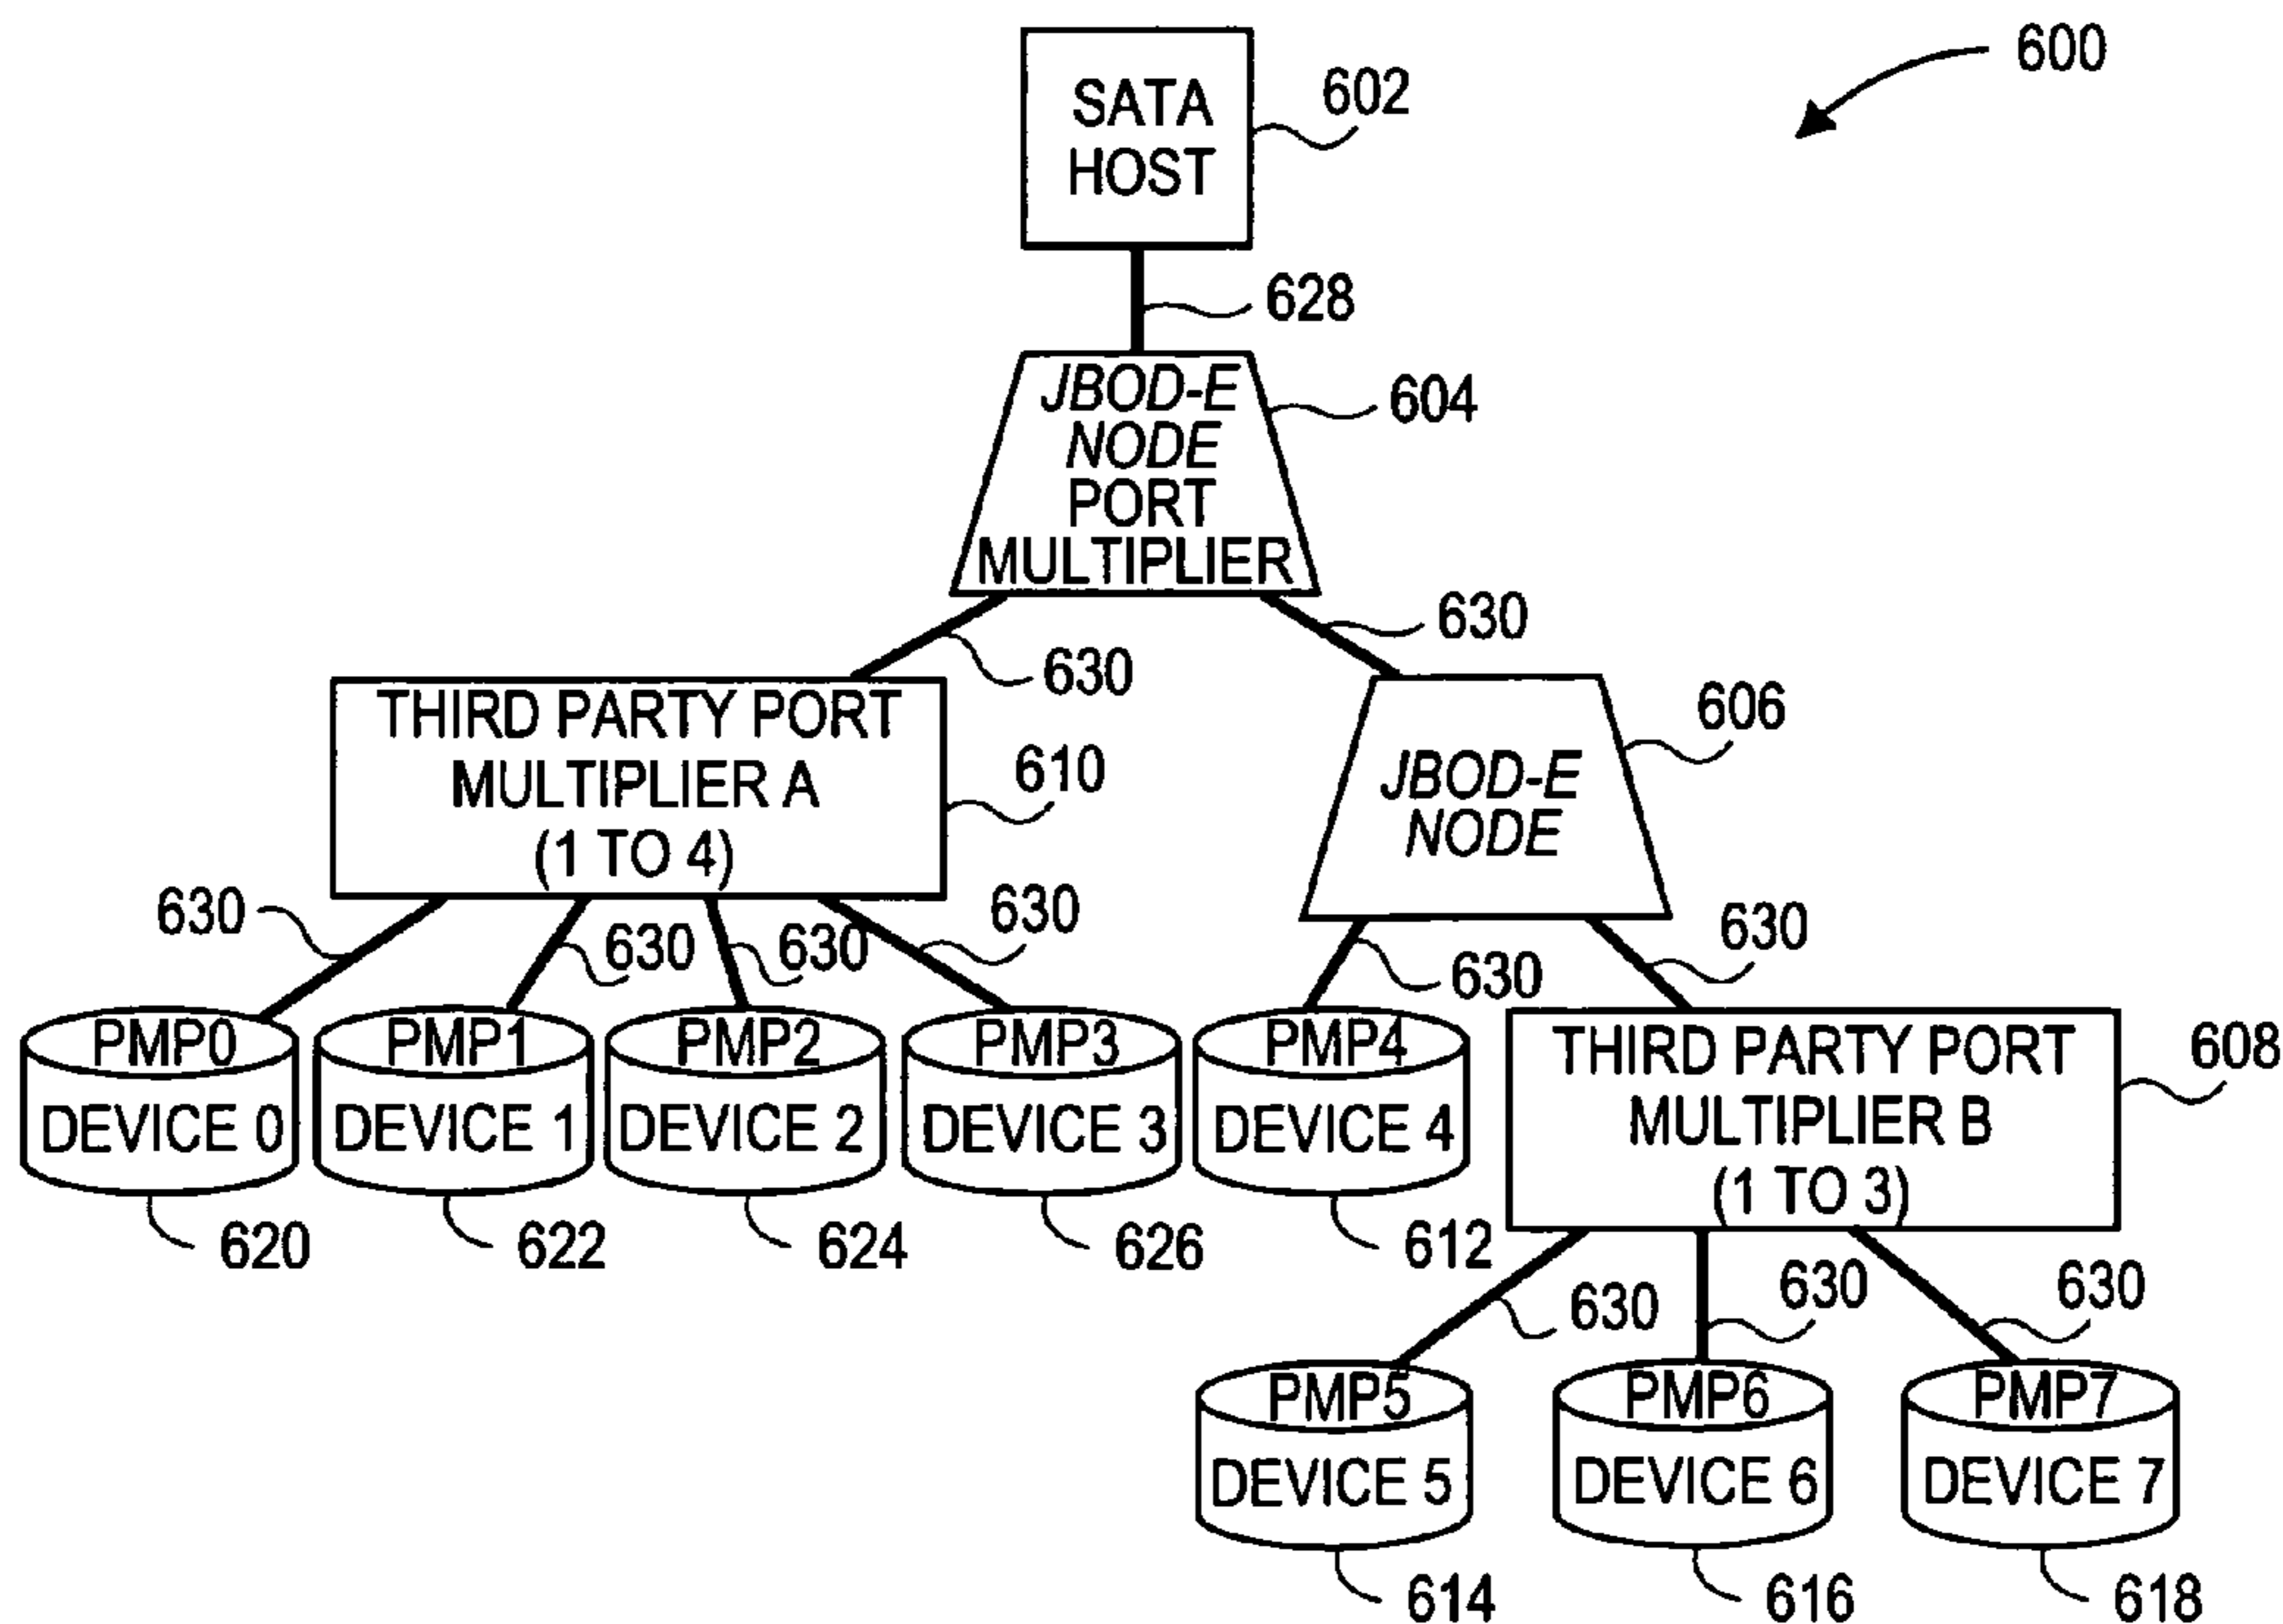 600
SATA
HOST
602
628
JBOD-E
NODE
PORT
MULTIPLIER
604
630
630
THIRD PARTY PORT
MULTIPLIER A
(1 TO 4)
610
JBOD-E
NODE
606
630
630
630
630
630
630
PMP0
DEVICE 0
620
PMP1
DEVICE 1
622
PMP2
DEVICE 2
624
PMP3
DEVICE 3
626
PMP4
DEVICE 4
612
THIRD PARTY PORT
MULTIPLIER B
(1 TO 3)
608
630
630
630
PMP5
DEVICE 5
614
PMP6
DEVICE 6
616
PMP7
DEVICE 7
618